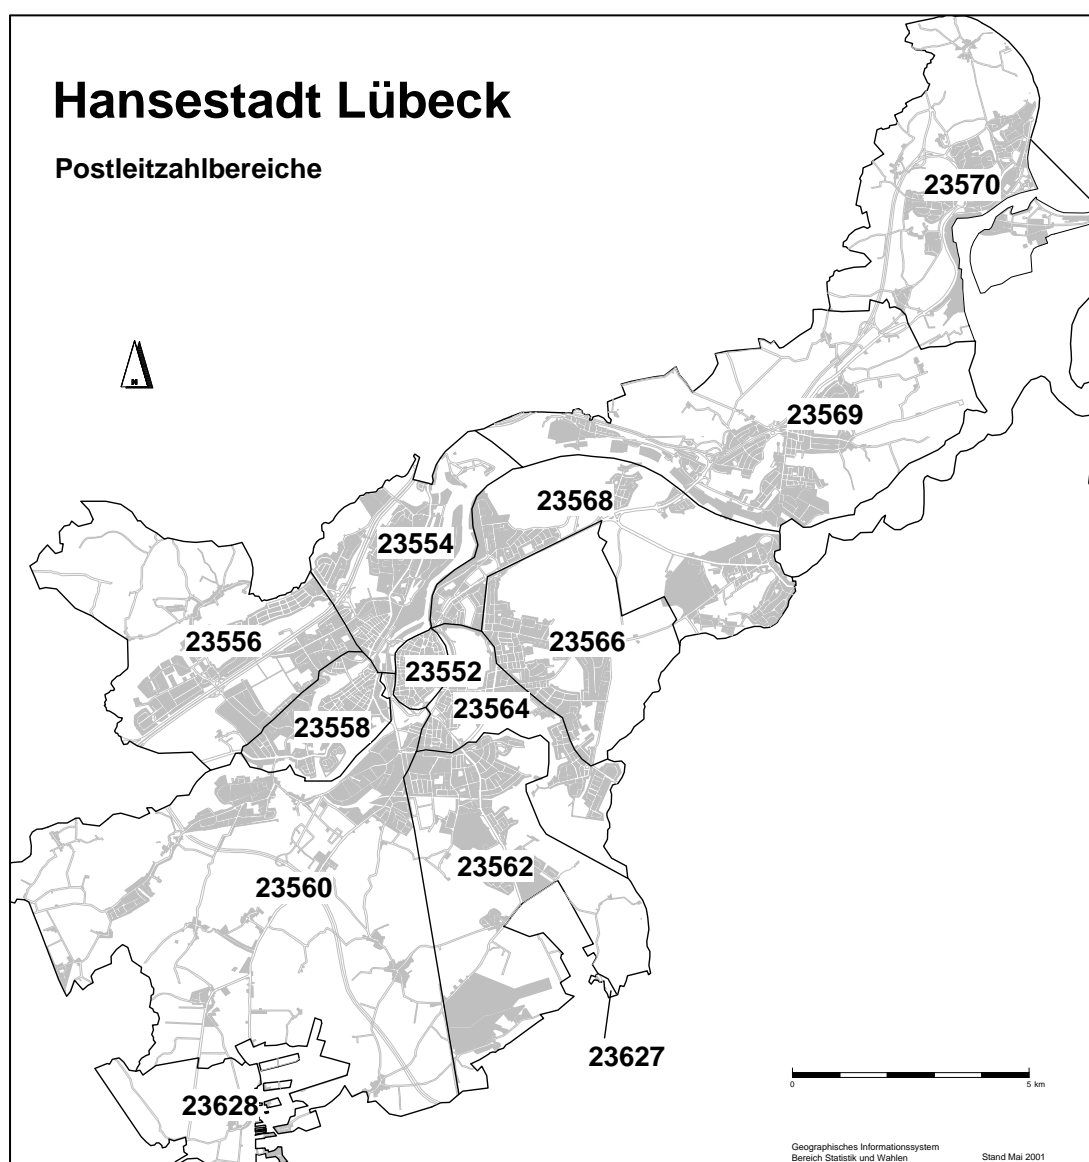 Hansestadt Lübeck
Postleitzahlbereiche
23570
N
23569
23568
23554
23556
23566
23552
23564
23558
23562
23560
23627
23628
0 5 km
Geographisches Informationssystem
Bereich Statistik und Wahlen Stand Mai 2001